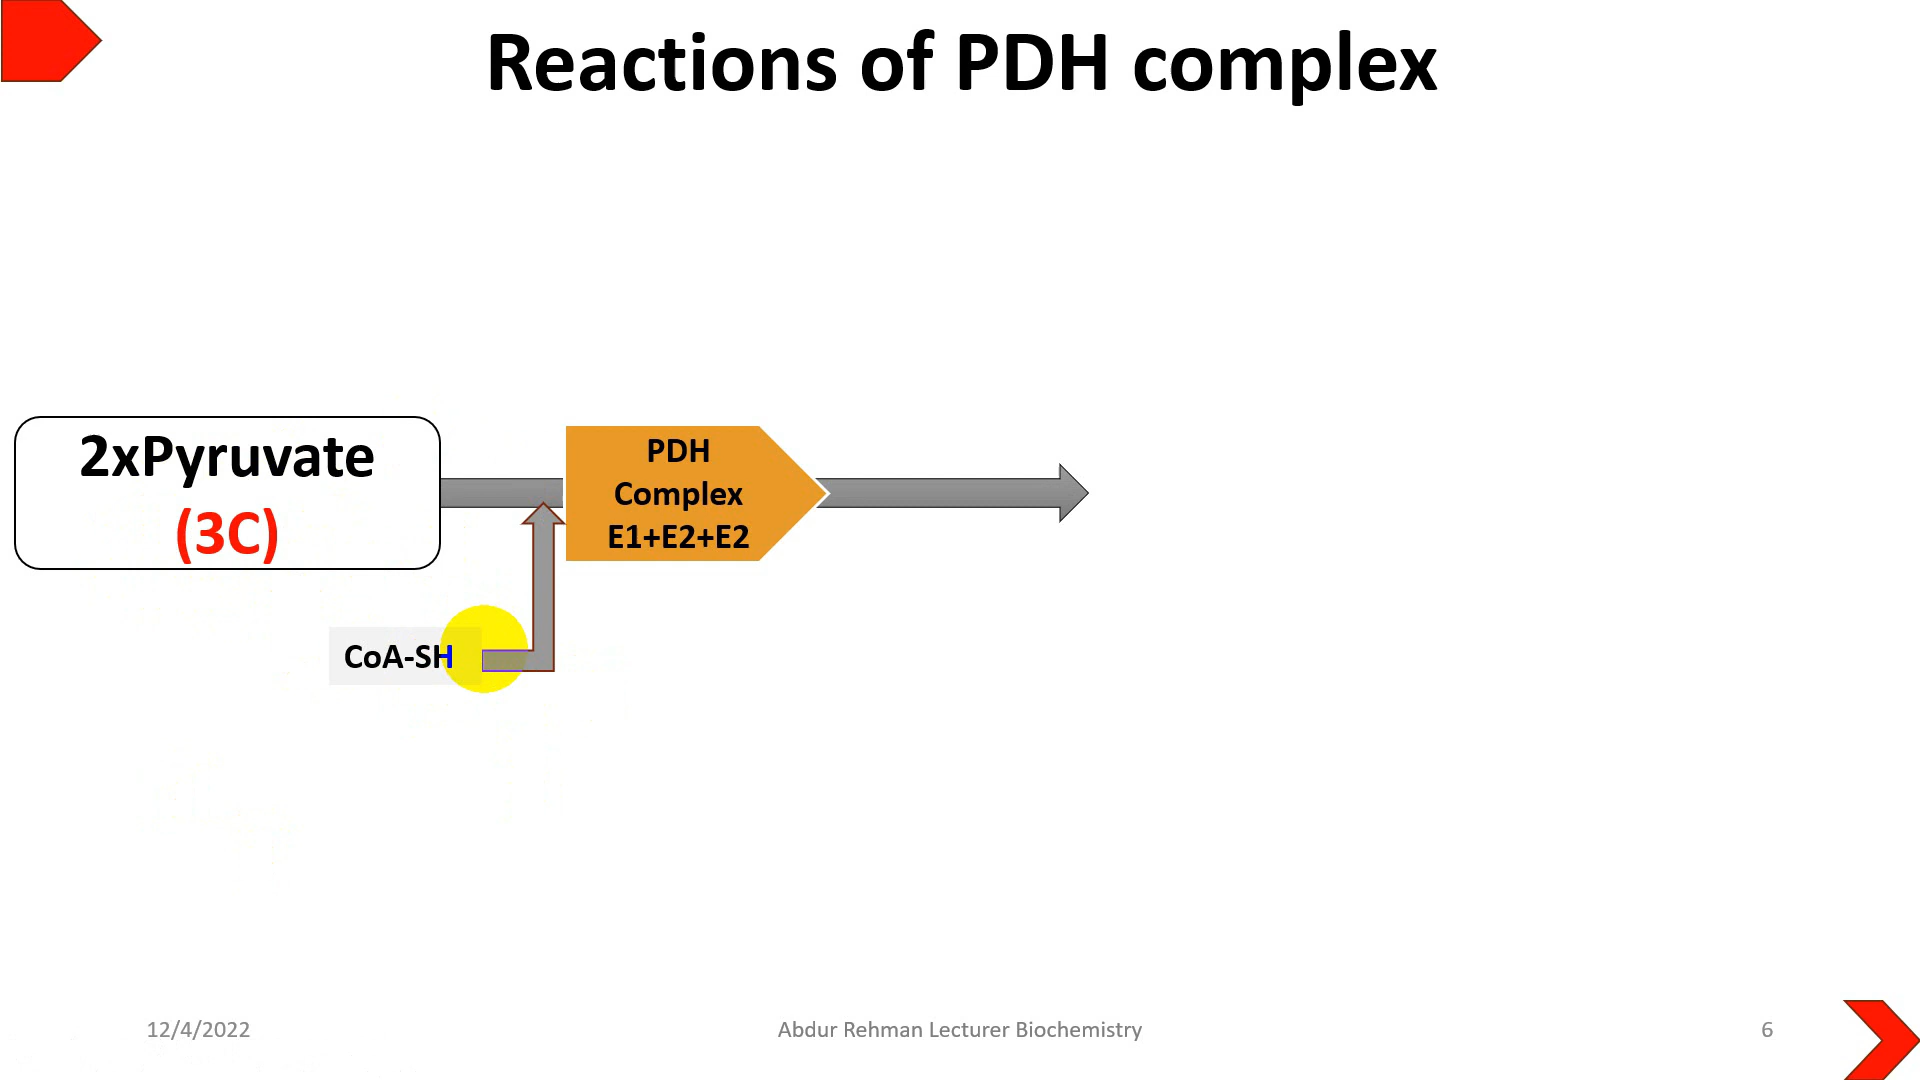 Reactions of PDH complex
2xPyruvate
(3C)
PDH
Complex
E1+E2+E2
CoA-SH
12/4/2022
Abdur Rehman Lecturer Biochemistry
6